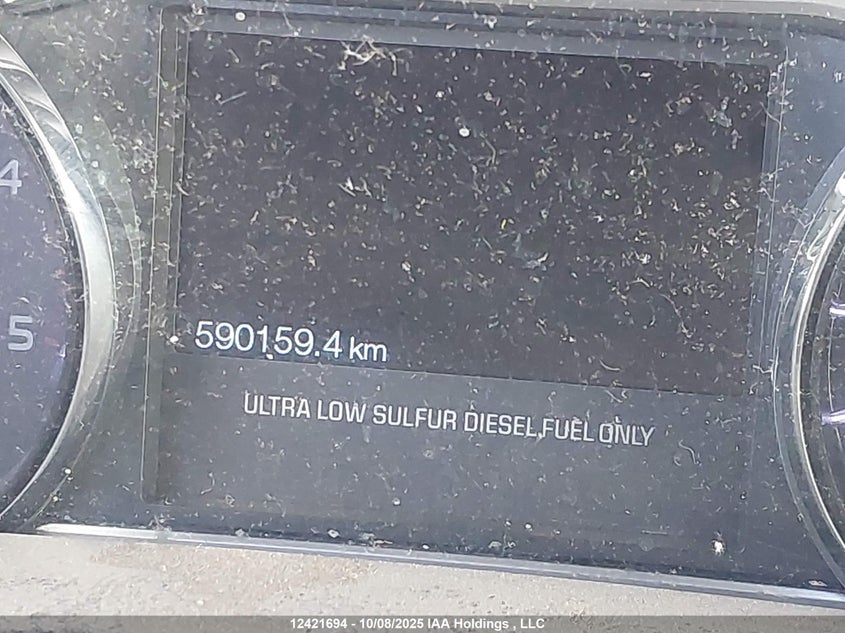 4
5
590159.4 km
ULTRA LOW SULFUR DIESEL FUEL ONLY
12421694 - 10/08/2025 IAA Holdings , LLC